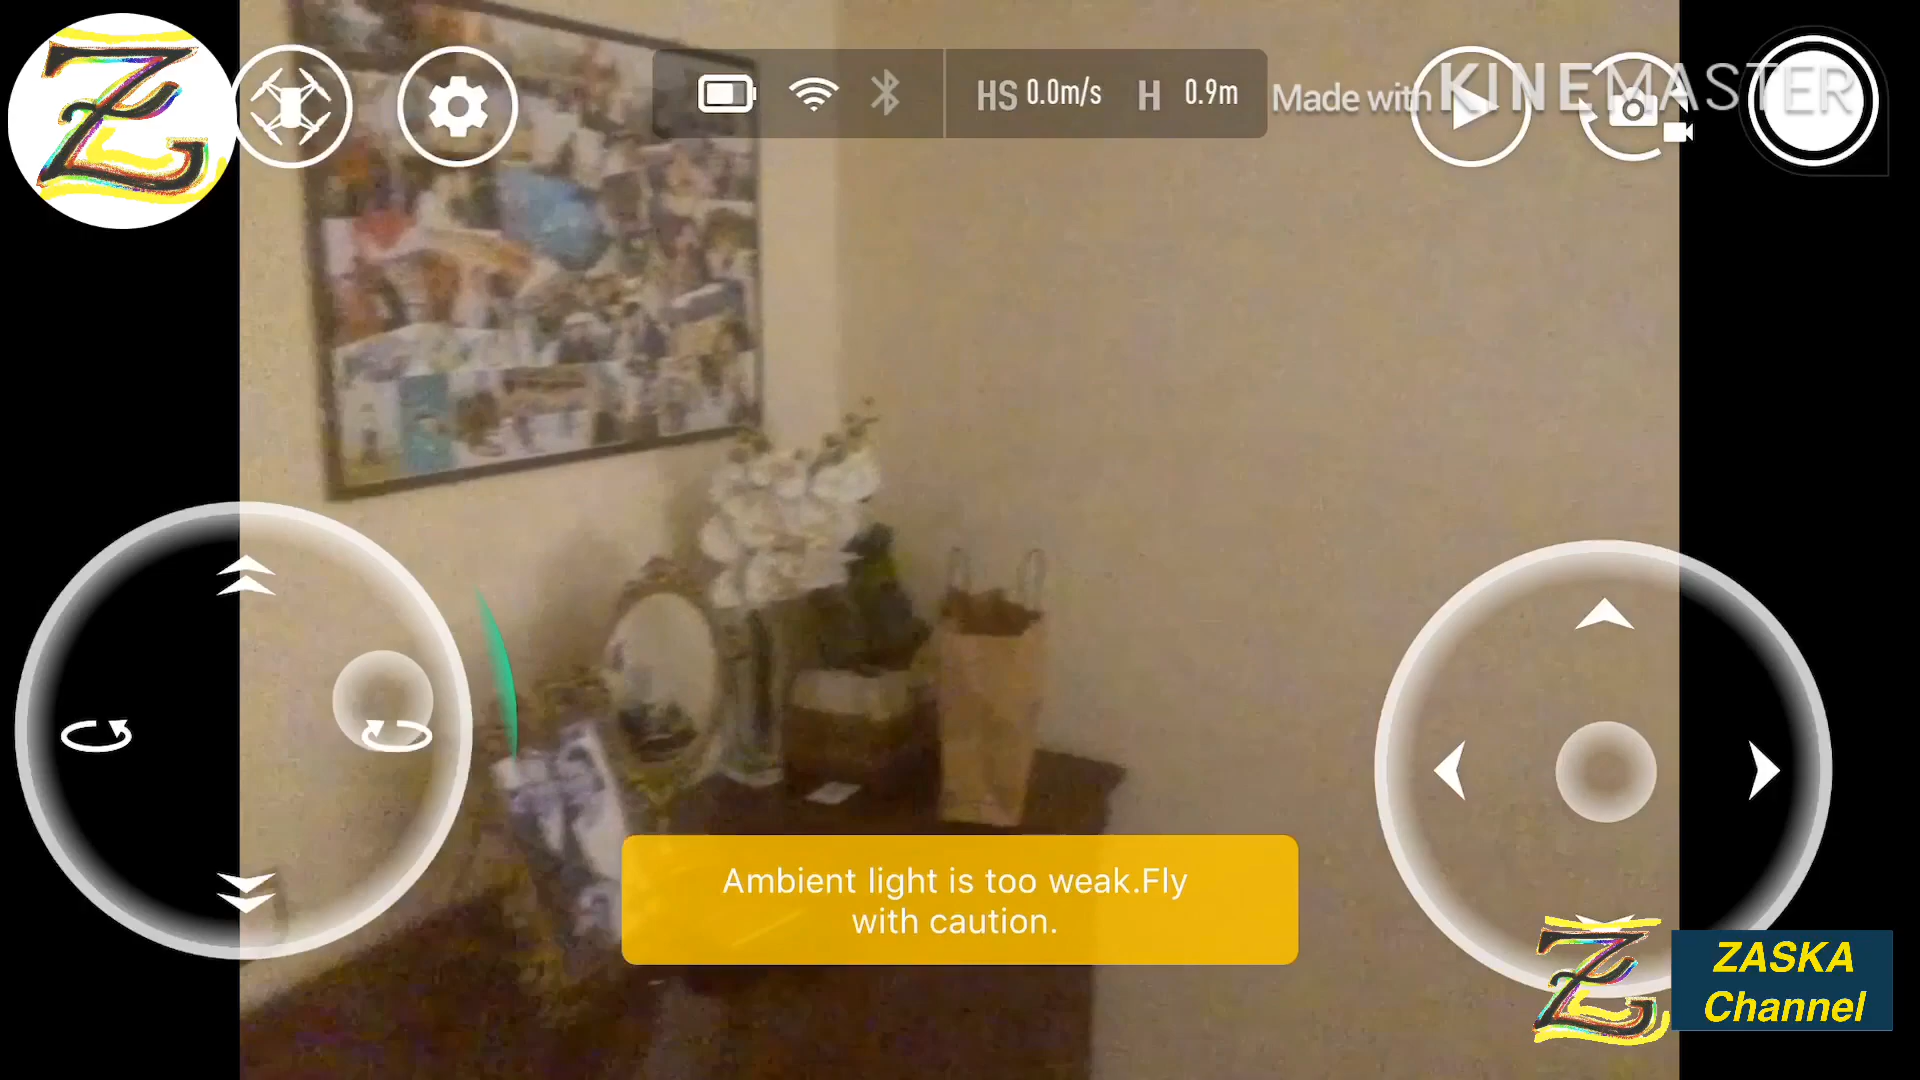 Z
HS 0.0m/s H 0.9m
Made with KINEMASTER
Ambient light is too weak.Fly
with caution.
Z
ZASKA
Channel